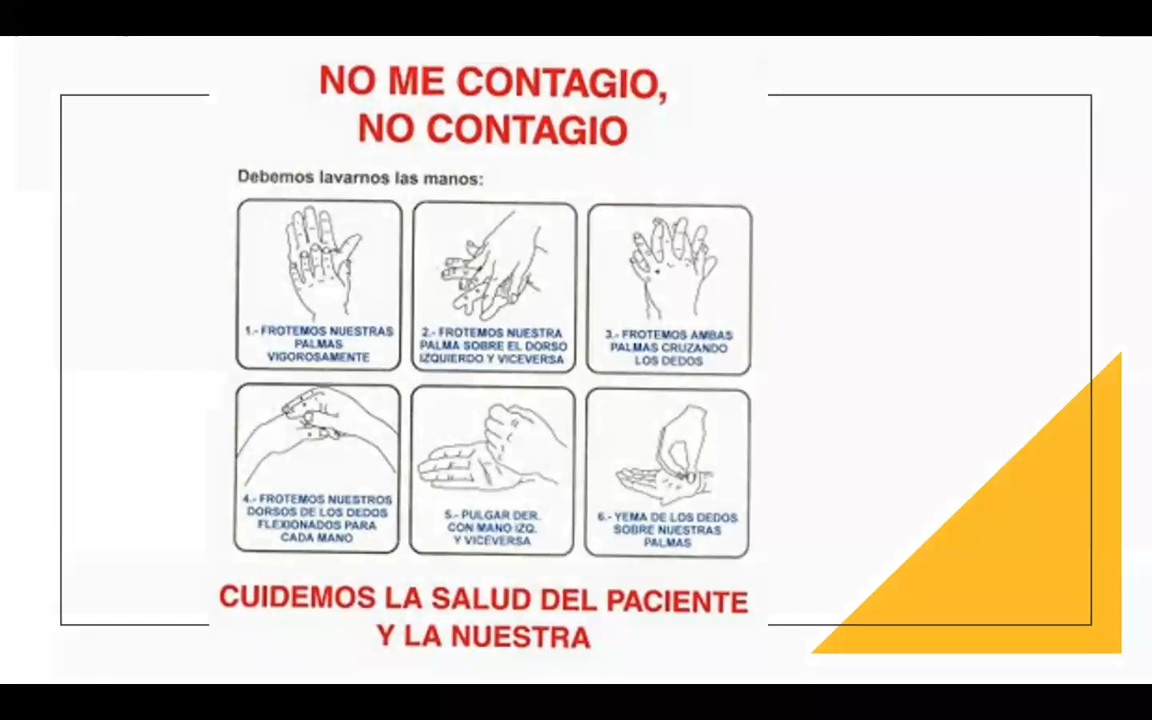 NO ME CONTAGIO,
NO CONTAGIO
Debemos lavarnos las manos:
1.- FROTEMOS NUESTRAS
PALMAS
VIGOROSAMENTE
2.- FROTEMOS NUESTRA
PALMA SOBRE EL DORSO
IZQUIERDO Y VICEVERSA
3.- FROTEMOS AMBAS
PALMAS CRUZANDO
LOS DEDOS
4.- FROTEMOS NUESTROS
DORSOS DE LOS DEDOS
FLEXIONADOS PARA
CADA MANO
5.- PULGAR DER.
CON MANO IZQ.
Y VICEVERSA
6.- YEMA DE LOS DEDOS
SOBRE NUESTRAS
PALMAS
CUIDEMOS LA SALUD DEL PACIENTE
Y LA NUESTRA